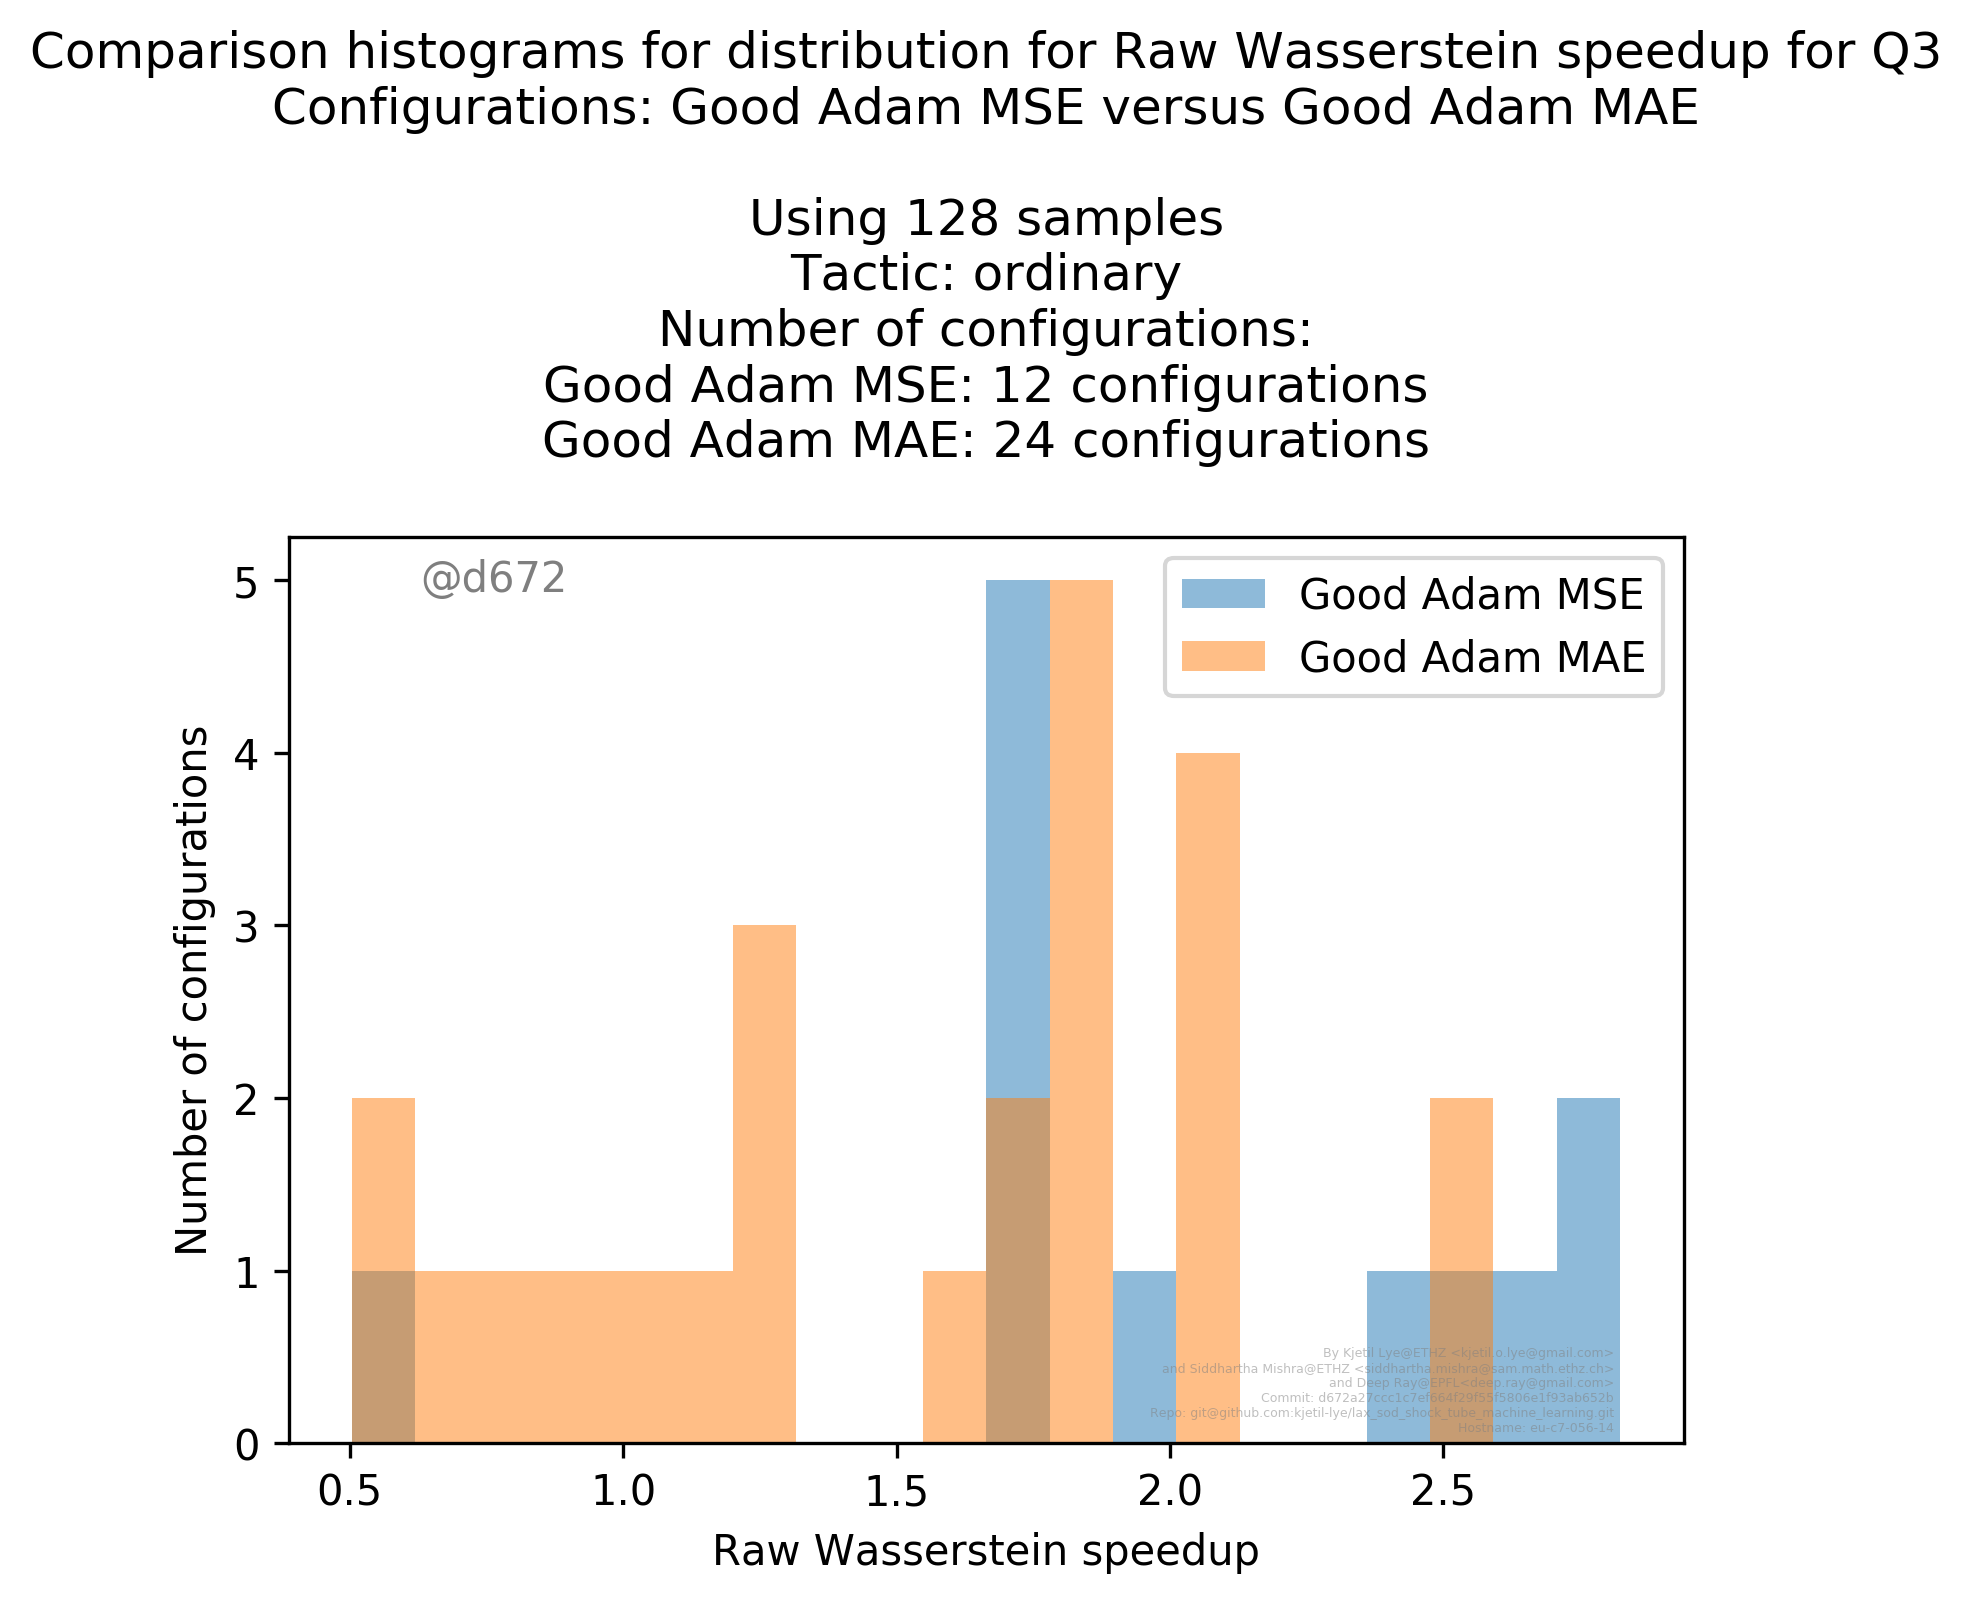 Comparison histograms for distribution for Raw Wasserstein speedup for Q3
Configurations: Good Adam MSE versus Good Adam MAE
Using 128 samples
Tactic: ordinary
Number of configurations:
Good Adam MSE: 12 configurations
Good Adam MAE: 24 configurations
@d672
Good Adam MSE
Good Adam MAE
Number of configurations
5
4
3
2
1
0
By Kjetil Lye@ETHZ <kjetil.o.lye@gmail.com>
and Siddhartha Mishra@ETHZ <siddhartha.mishra@sam.math.ethz.ch>
and Deep Ray@EPFL<deep.ray@gmail.com>
Commit: d672a27ccc1c7ef664f29f55f5806e1f93ab652b
Repo: git@github.com:kjetil-lye/lax_sod_shock_tube_machine_learning.git
Hostname: eu-c7-056-14
0.5 1.0 1.5 2.0 2.5
Raw Wasserstein speedup